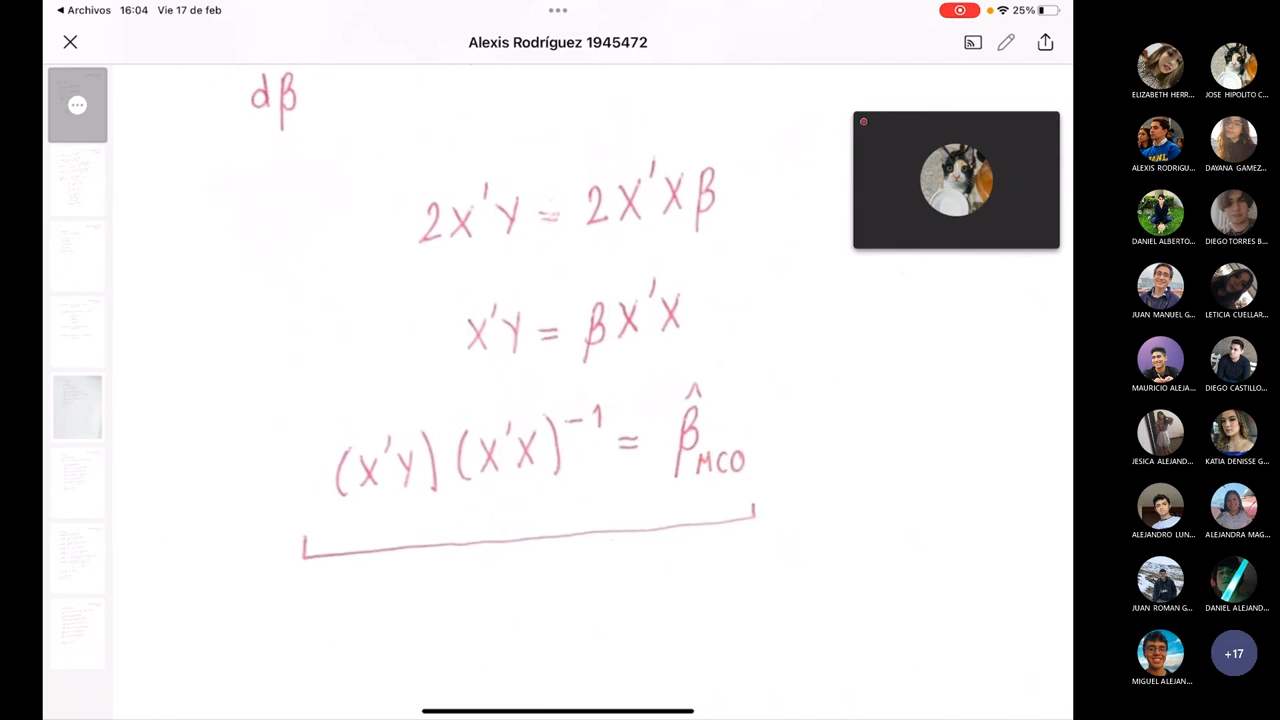 Archivos 16:04 Vie 17 de feb
25%
Alexis Rodríguez 1945472
dβ
2X'Y = 2X'Xβ
X'Y = βX'X
(X'Y)(X'X)⁻¹ = β̂_MCO
ELIZABETH HERR... JOSE HIPOLITO C...
ALEXIS RODRIGU... DAYANA GAMEZ...
DANIEL ALBERTO... DIEGO TORRES B...
JUAN MANUEL G... LETICIA CUELLAR...
MAURICIO ALEJA... DIEGO CASTILLO...
JESICA ALEJAND... KATIA DENISSE G...
ALEJANDRO LUN... ALEJANDRA MAG...
JUAN ROMAN G... DANIEL ALEJAND...
MIGUEL ALEJAN... +17